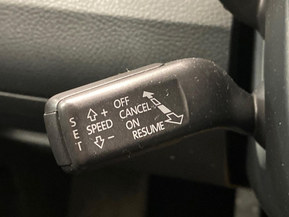 SET
+
SPEED
−
OFF
CANCEL
ON
RESUME